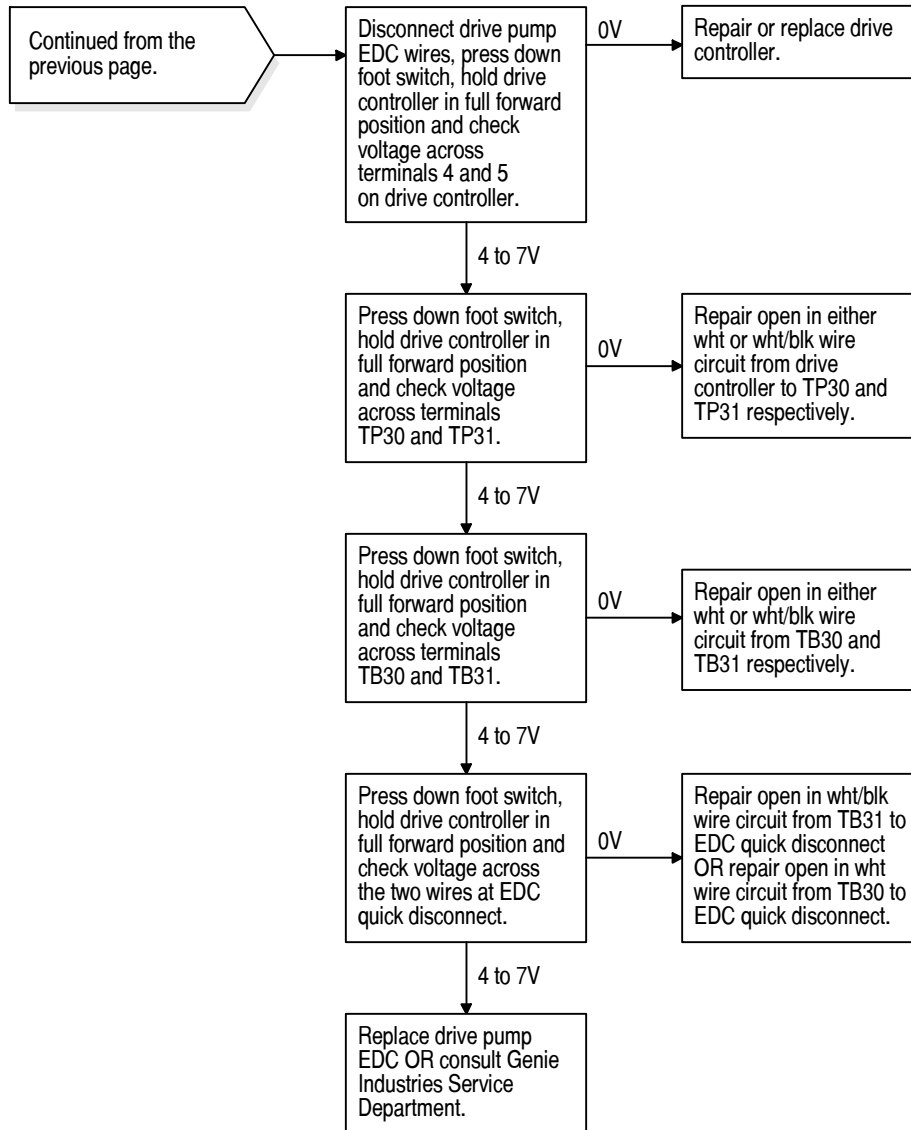 Continued from the
previous page.
Disconnect drive pump
EDC wires, press down
foot switch, hold drive
controller in full forward
position and check
voltage across
terminals 4 and 5
on drive controller.
0V
Repair or replace drive
controller.
4 to 7V
Press down foot switch,
hold drive controller in
full forward position
and check voltage
across terminals
TP30 and TP31.
0V
Repair open in either
wht or wht/blk wire
circuit from drive
controller to TP30 and
TP31 respectively.
4 to 7V
Press down foot switch,
hold drive controller in
full forward position
and check voltage
across terminals
TB30 and TB31.
0V
Repair open in either
wht or wht/blk wire
circuit from TB30 and
TB31 respectively.
4 to 7V
Press down foot switch,
hold drive controller in
full forward position and
check voltage across
the two wires at EDC
quick disconnect.
0V
Repair open in wht/blk
wire circuit from TB31 to
EDC quick disconnect
OR repair open in wht
wire circuit from TB30 to
EDC quick disconnect.
4 to 7V
Replace drive pump
EDC OR consult Genie
Industries Service
Department.